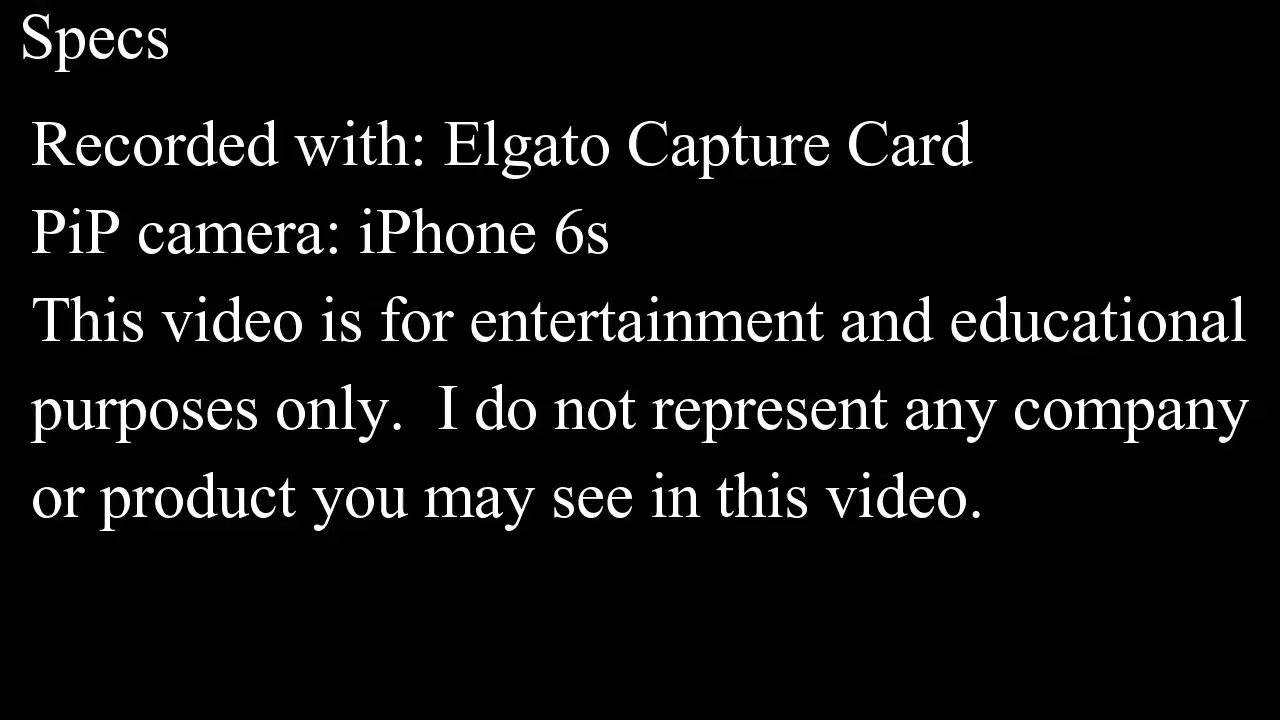 Specs
Recorded with: Elgato Capture Card
PiP camera: iPhone 6s
This video is for entertainment and educational
purposes only.  I do not represent any company
or product you may see in this video.